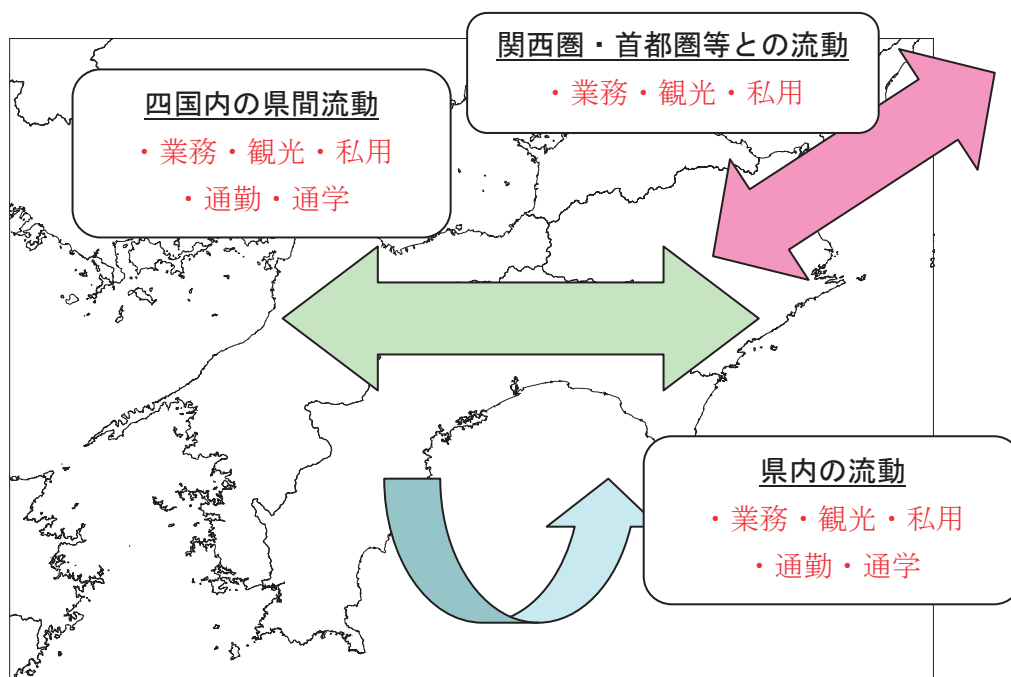 関西圏・首都圏等との流動
・業務・観光・私用
四国内の県間流動
・業務・観光・私用
・通勤・通学
県内の流動
・業務・観光・私用
・通勤・通学